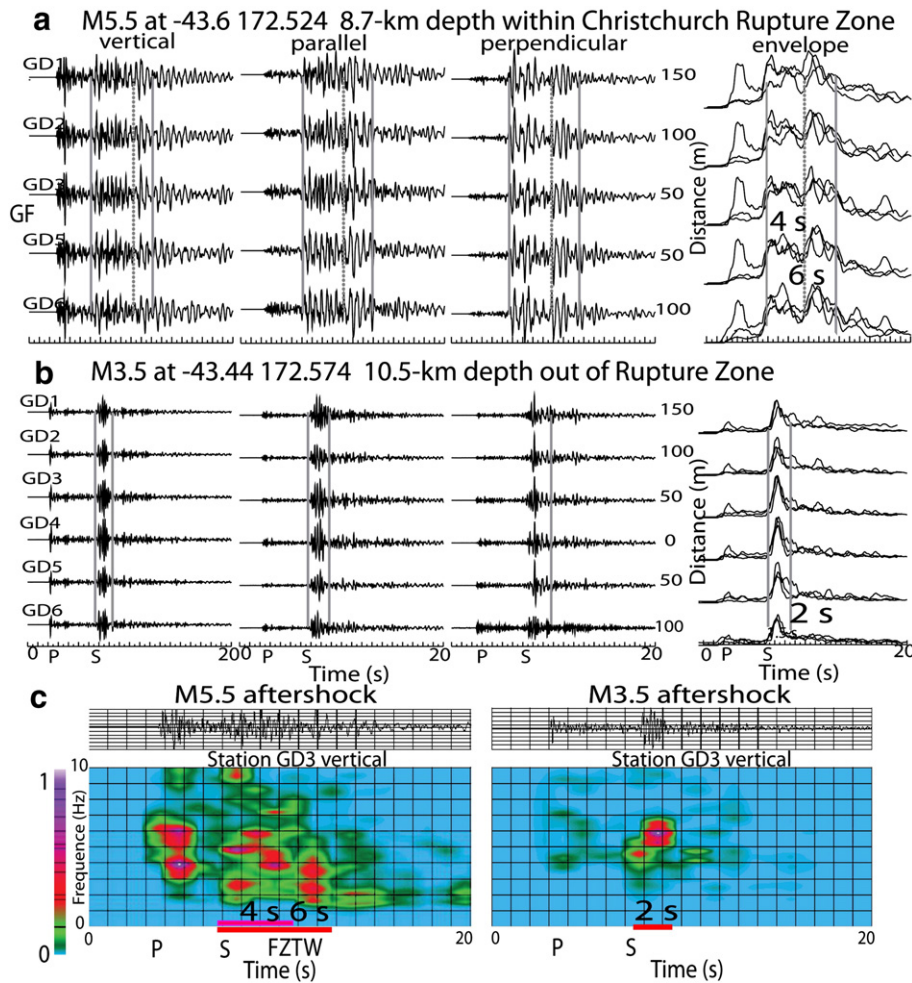 a M5.5 at -43.6 172.524 8.7-km depth within Christchurch Rupture Zone
vertical parallel perpendicular envelope
GD1 150
GD2 100
GD3 50
GF
GD5 50
GD6 100
Distance (m)
4 s
6 s
b M3.5 at -43.44 172.574 10.5-km depth out of Rupture Zone
GD1 150
GD2 100
GD3 50
GD4 0
GD5 50
GD6 100
Distance (m)
2 s
0 P S 20 0 P S 20 0 P S 20
Time (s) Time (s)
c M5.5 aftershock M3.5 aftershock
Station GD3 vertical Station GD3 vertical
1
0
10
Frequence (Hz)
0
4 s 6 s 2 s
0 20 0 20
P S FZTW P S
Time (s) Time (s)